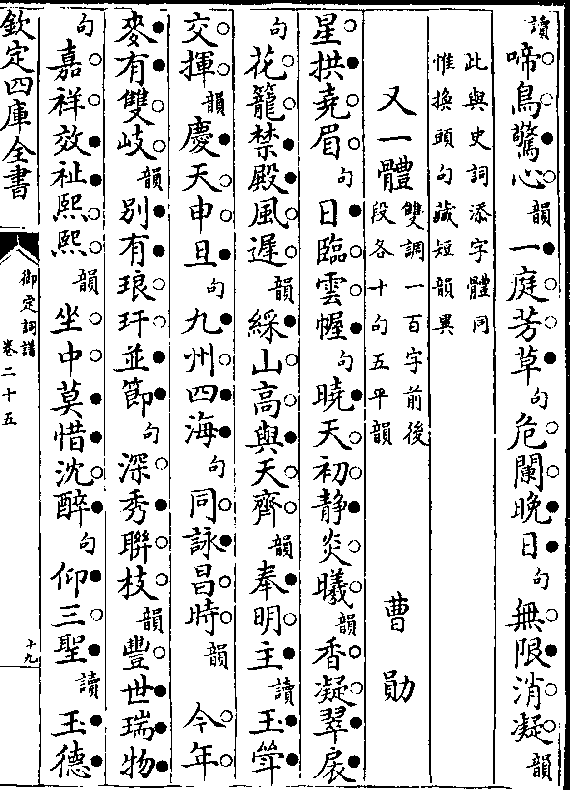 讀啼鳥驚心韻一庭芳草句危闌晚日句無限消凝韻
此與史詞添字體同
惟換頭句藏短韻異
又一體 雙調一百字前後
段各十句五平韻
曹勛
星拱堯眉句日臨雲幄句曉天初静炎曦韻香凝翠扆
句花籠禁殿風遲韻綵山高與天齊韻奉明主讀玉斝
交揮韻慶天申旦句九州四海句同詠昌時韻今年
麥有雙岐韻別有琅玕並節句深秀聯枝韻豐世瑞物
句嘉祥效祉熙熙韻坐中莫惜沈醉句仰三聖讀玉德
欽定四庫全書
御定詞譜
卷二十五
十九